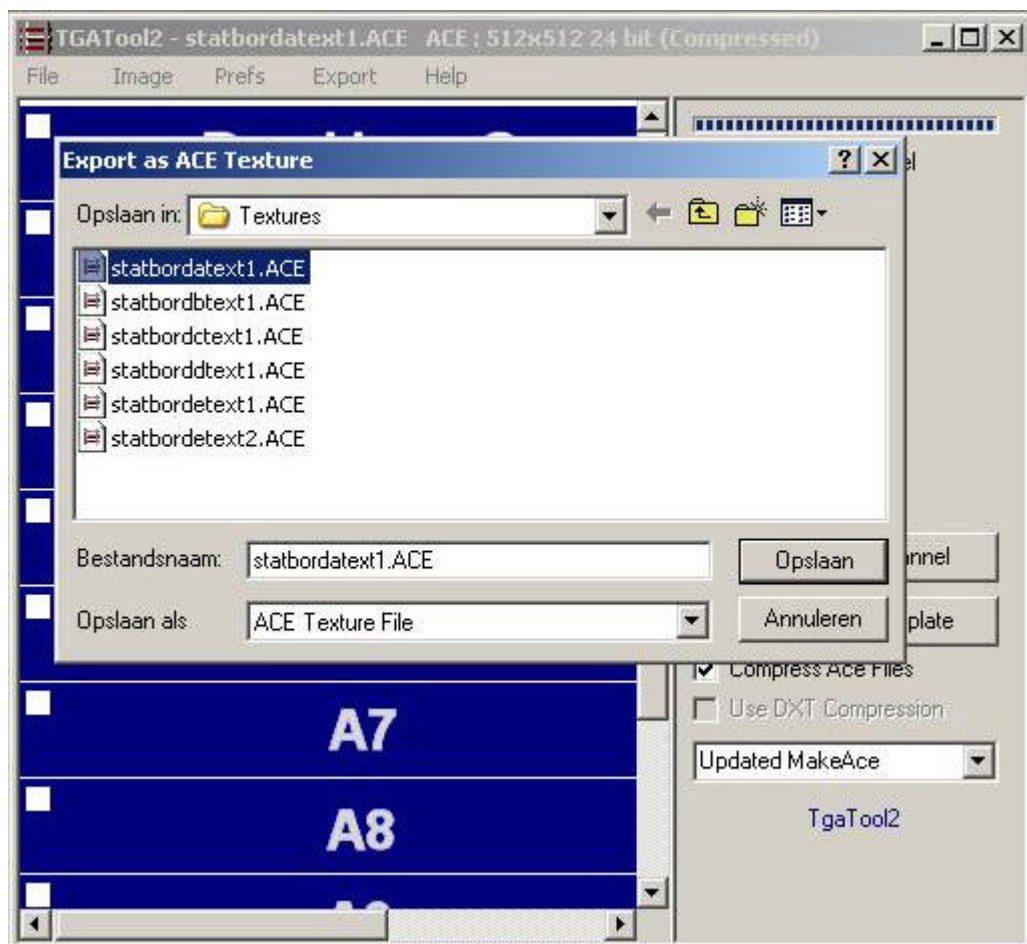 TGATool2 - statbordatext1.ACE ACE : 512x512 24 bit (Compressed)
File Image Prefs Export Help
Export as ACE Texture
Opslaan in: Textures
statbordatext1.ACE
statbordbtext1.ACE
statbordctext1.ACE
statborddtext1.ACE
statbordetext1.ACE
statbordetext2.ACE
Bestandsnaam: statbordatext1.ACE
Opslaan
Opslaan als ACE Texture File
Annuleren
nnel
plate
Compress Ace Files
Use DXT Compression
Updated MakeAce
TgaTool2
A7
A8